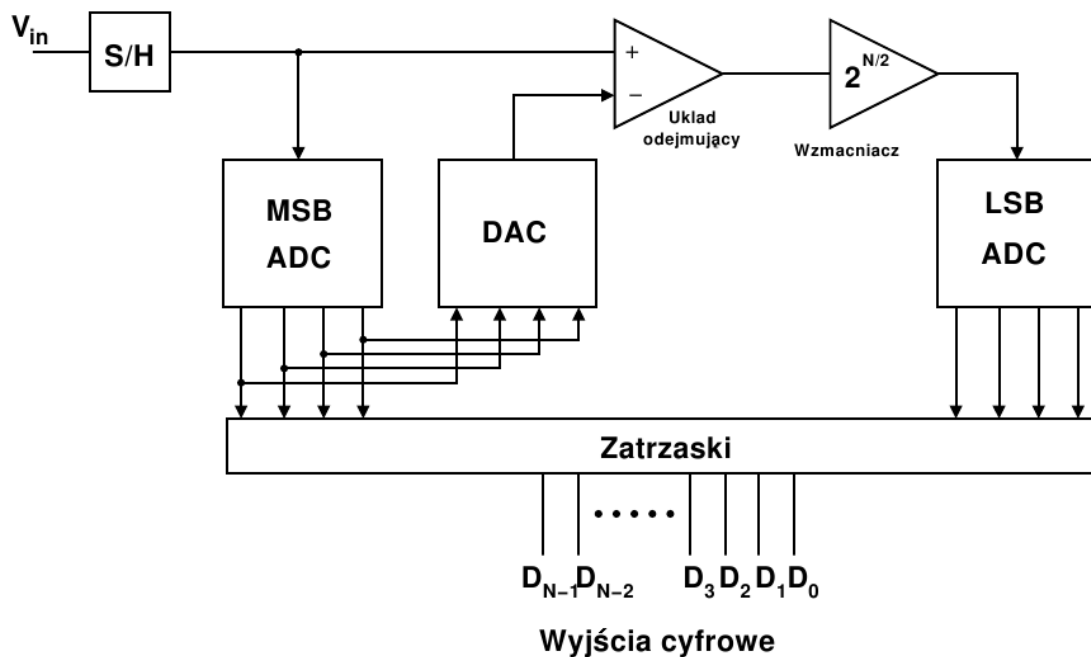 V_in
S/H
+
−
2^N/2
Uklad
odejmujący
Wzmacniacz
MSB
ADC
DAC
LSB
ADC
Zatrzaski
.....
D_N−1 D_N−2 D_3 D_2 D_1 D_0
Wyjścia cyfrowe